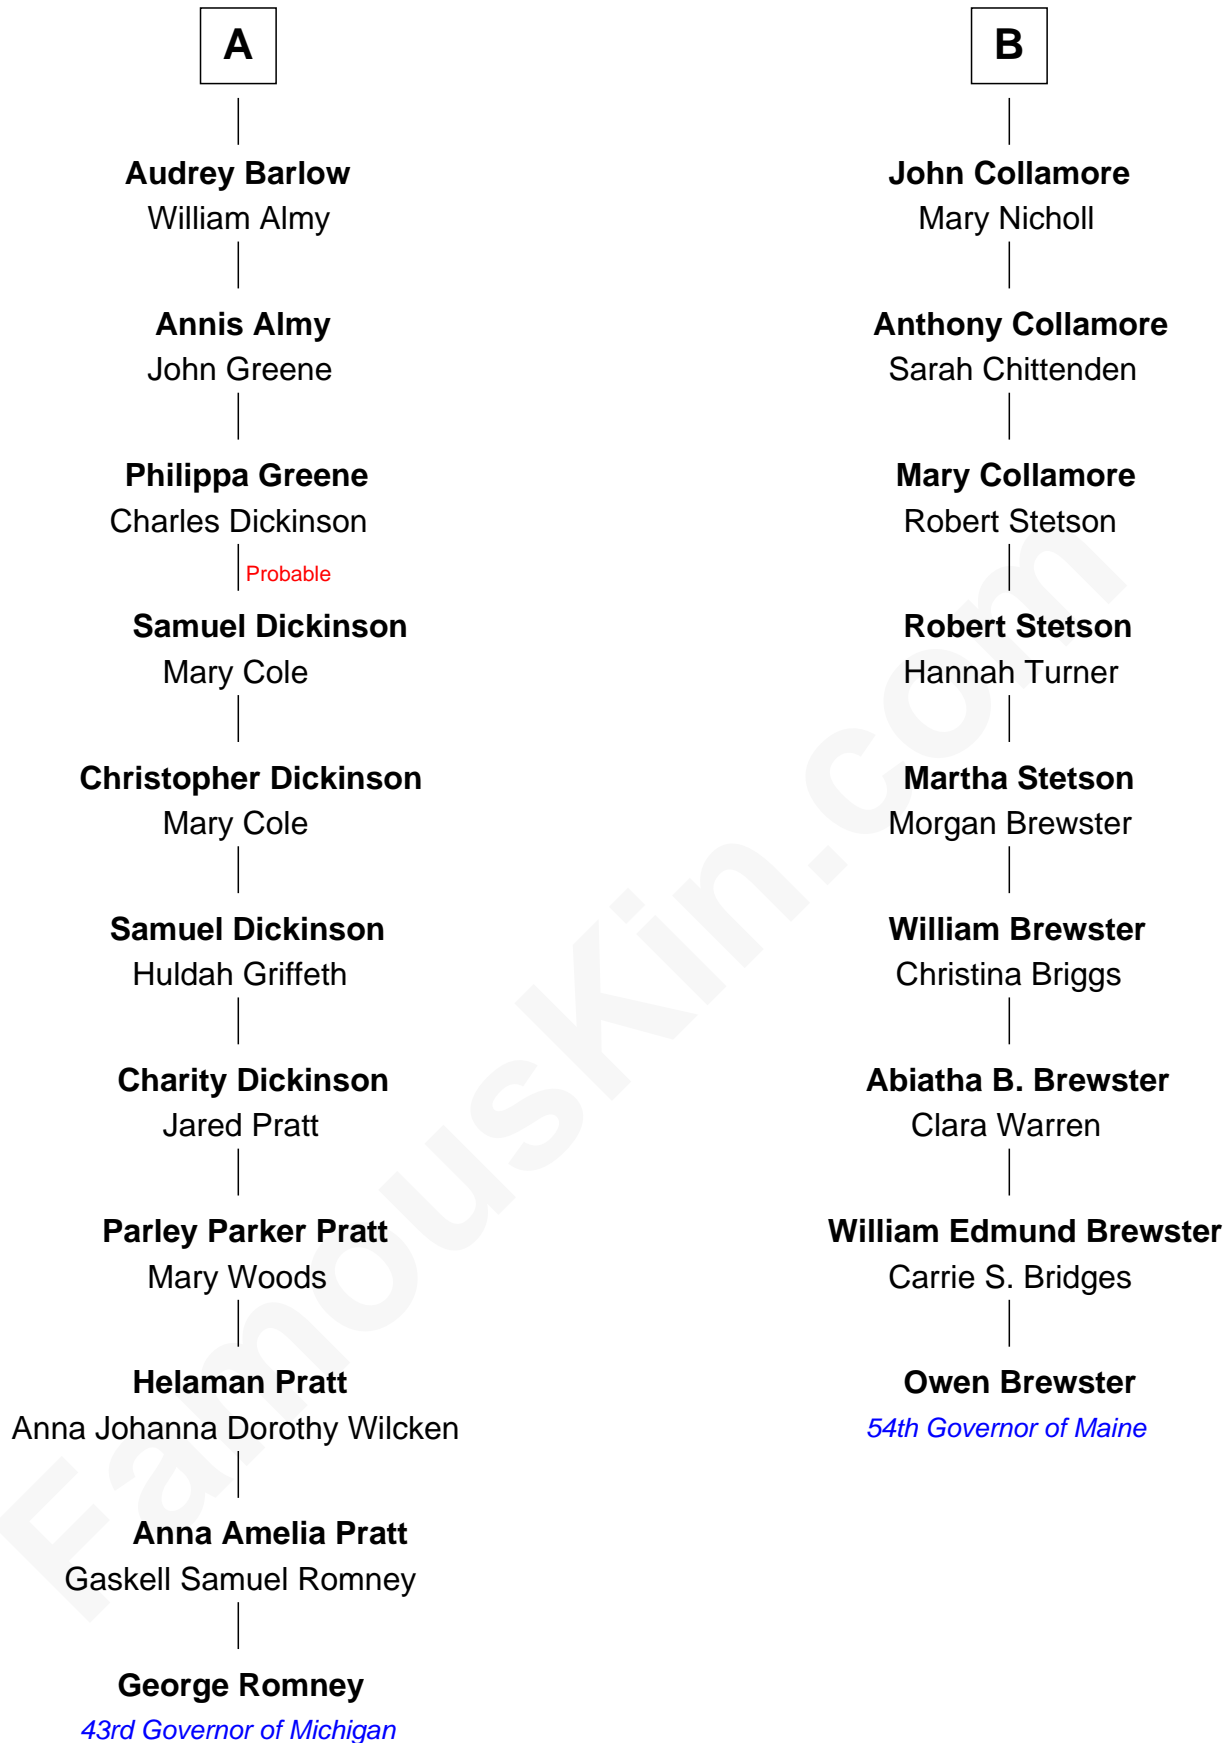 A
Audrey Barlow
William Almy
Annis Almy
John Greene
Philippa Greene
Charles Dickinson
Probable
Samuel Dickinson
Mary Cole
Christopher Dickinson
Mary Cole
Samuel Dickinson
Huldah Griffeth
Charity Dickinson
Jared Pratt
Parley Parker Pratt
Mary Woods
Helaman Pratt
Anna Johanna Dorothy Wilcken
Anna Amelia Pratt
Gaskell Samuel Romney
George Romney
43rd Governor of Michigan
B
John Collamore
Mary Nicholl
Anthony Collamore
Sarah Chittenden
Mary Collamore
Robert Stetson
Robert Stetson
Hannah Turner
Martha Stetson
Morgan Brewster
William Brewster
Christina Briggs
Abiatha B. Brewster
Clara Warren
William Edmund Brewster
Carrie S. Bridges
Owen Brewster
54th Governor of Maine
FamousKin.com